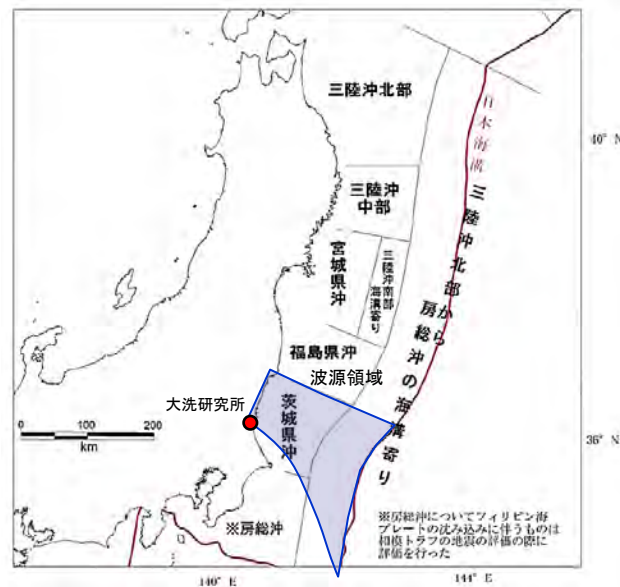 三陸沖北部
40° N
日本海溝
三陸沖
中部
三陸沖北部から
房総沖の海溝寄り
宮城県沖
三陸沖南部
海溝寄り
福島県沖
波源領域
大洗研究所
茨城県沖
0 50 100 200
km
36° N
※房総沖
※房総沖についてフィリピン海
プレートの沈み込みに伴うものは
相模トラフの地震の評価の際に
評価を行った
140° E
144° E